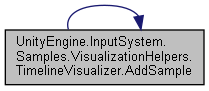 UnityEngine.InputSystem.
Samples.VisualizationHelpers.
TimelineVisualizer.AddSample